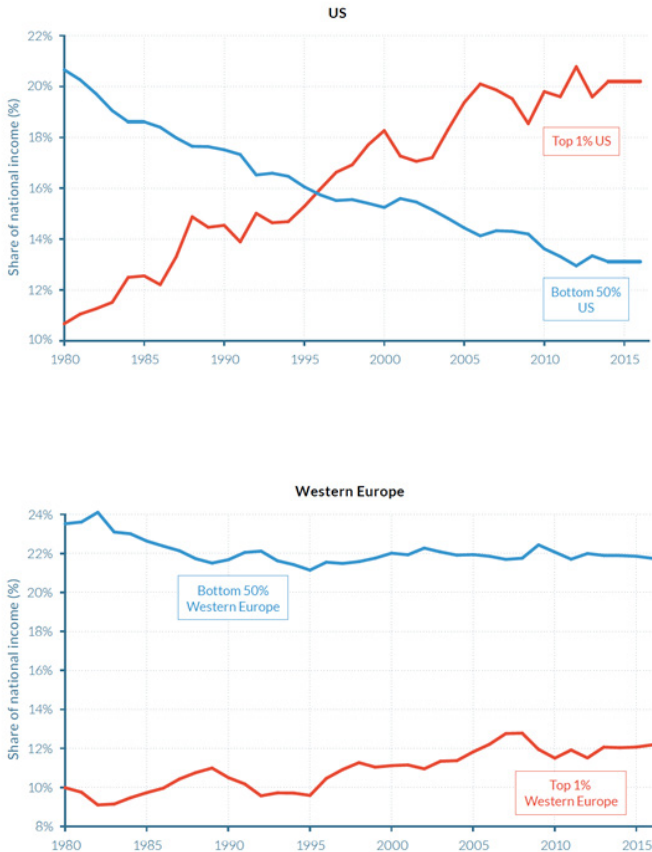 US
Share of national income (%)
22%
20%
18%
16%
14%
12%
10%
Top 1% US
Bottom 50%
US
1980
1985
1990
1995
2000
2005
2010
2015
Western Europe
Share of national income (%)
24%
22%
20%
18%
16%
14%
12%
10%
8%
Bottom 50%
Western Europe
Top 1%
Western Europe
1980
1985
1990
1995
2000
2005
2010
2015